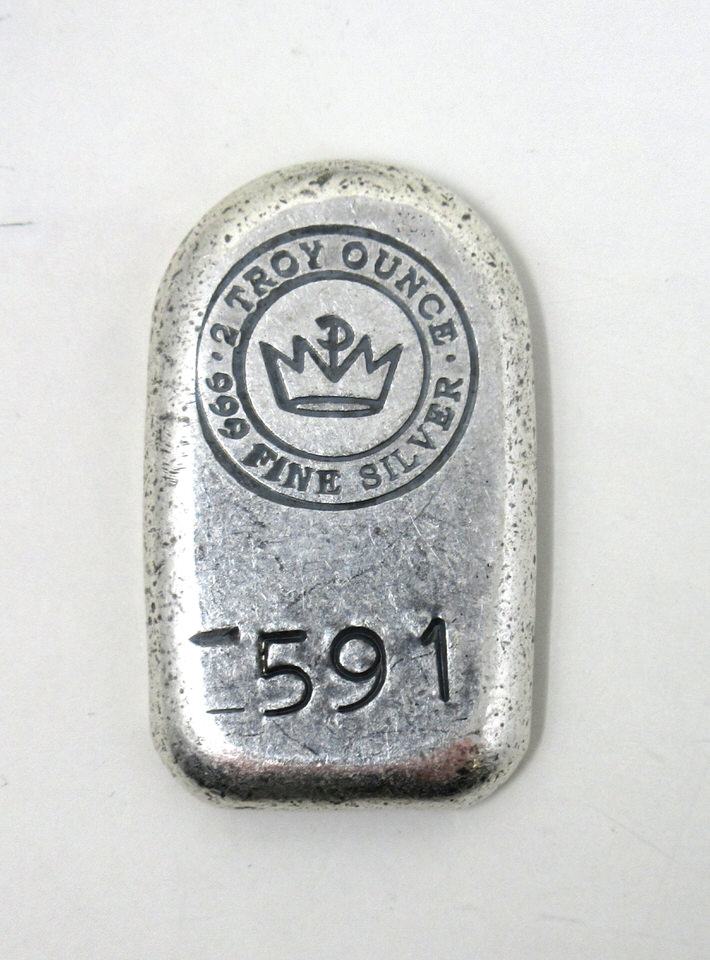 · 2 TROY OUNCE ·
999 FINE SILVER
591